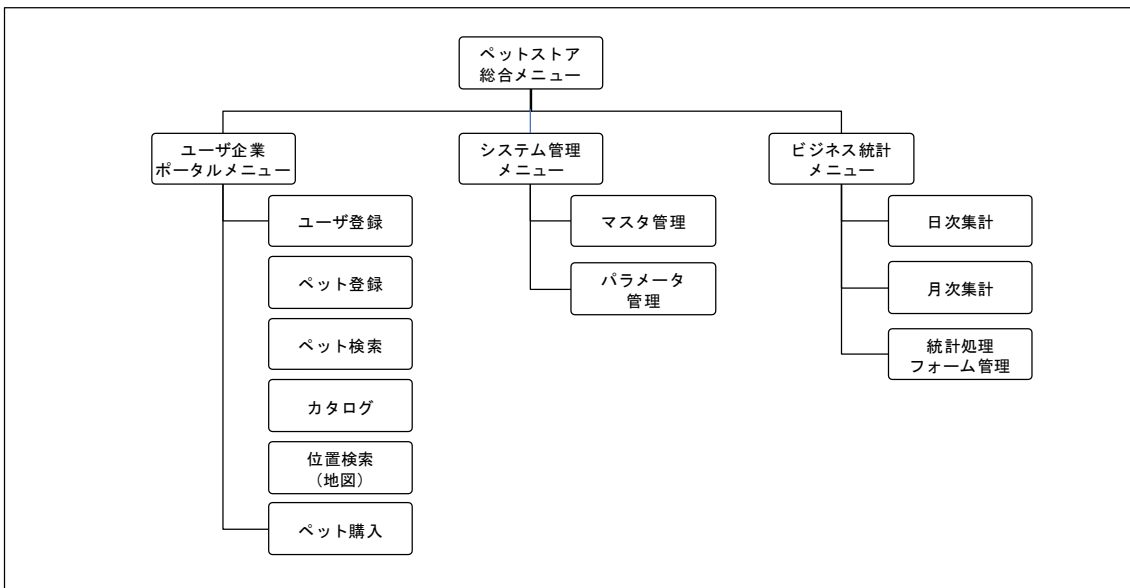 ペットストア
総合メニュー
ユーザ企業
ポータルメニュー
ユーザ登録
ペット登録
ペット検索
カタログ
位置検索
（地図）
ペット購入
システム管理
メニュー
マスタ管理
パラメータ
管理
ビジネス統計
メニュー
日次集計
月次集計
統計処理
フォーム管理